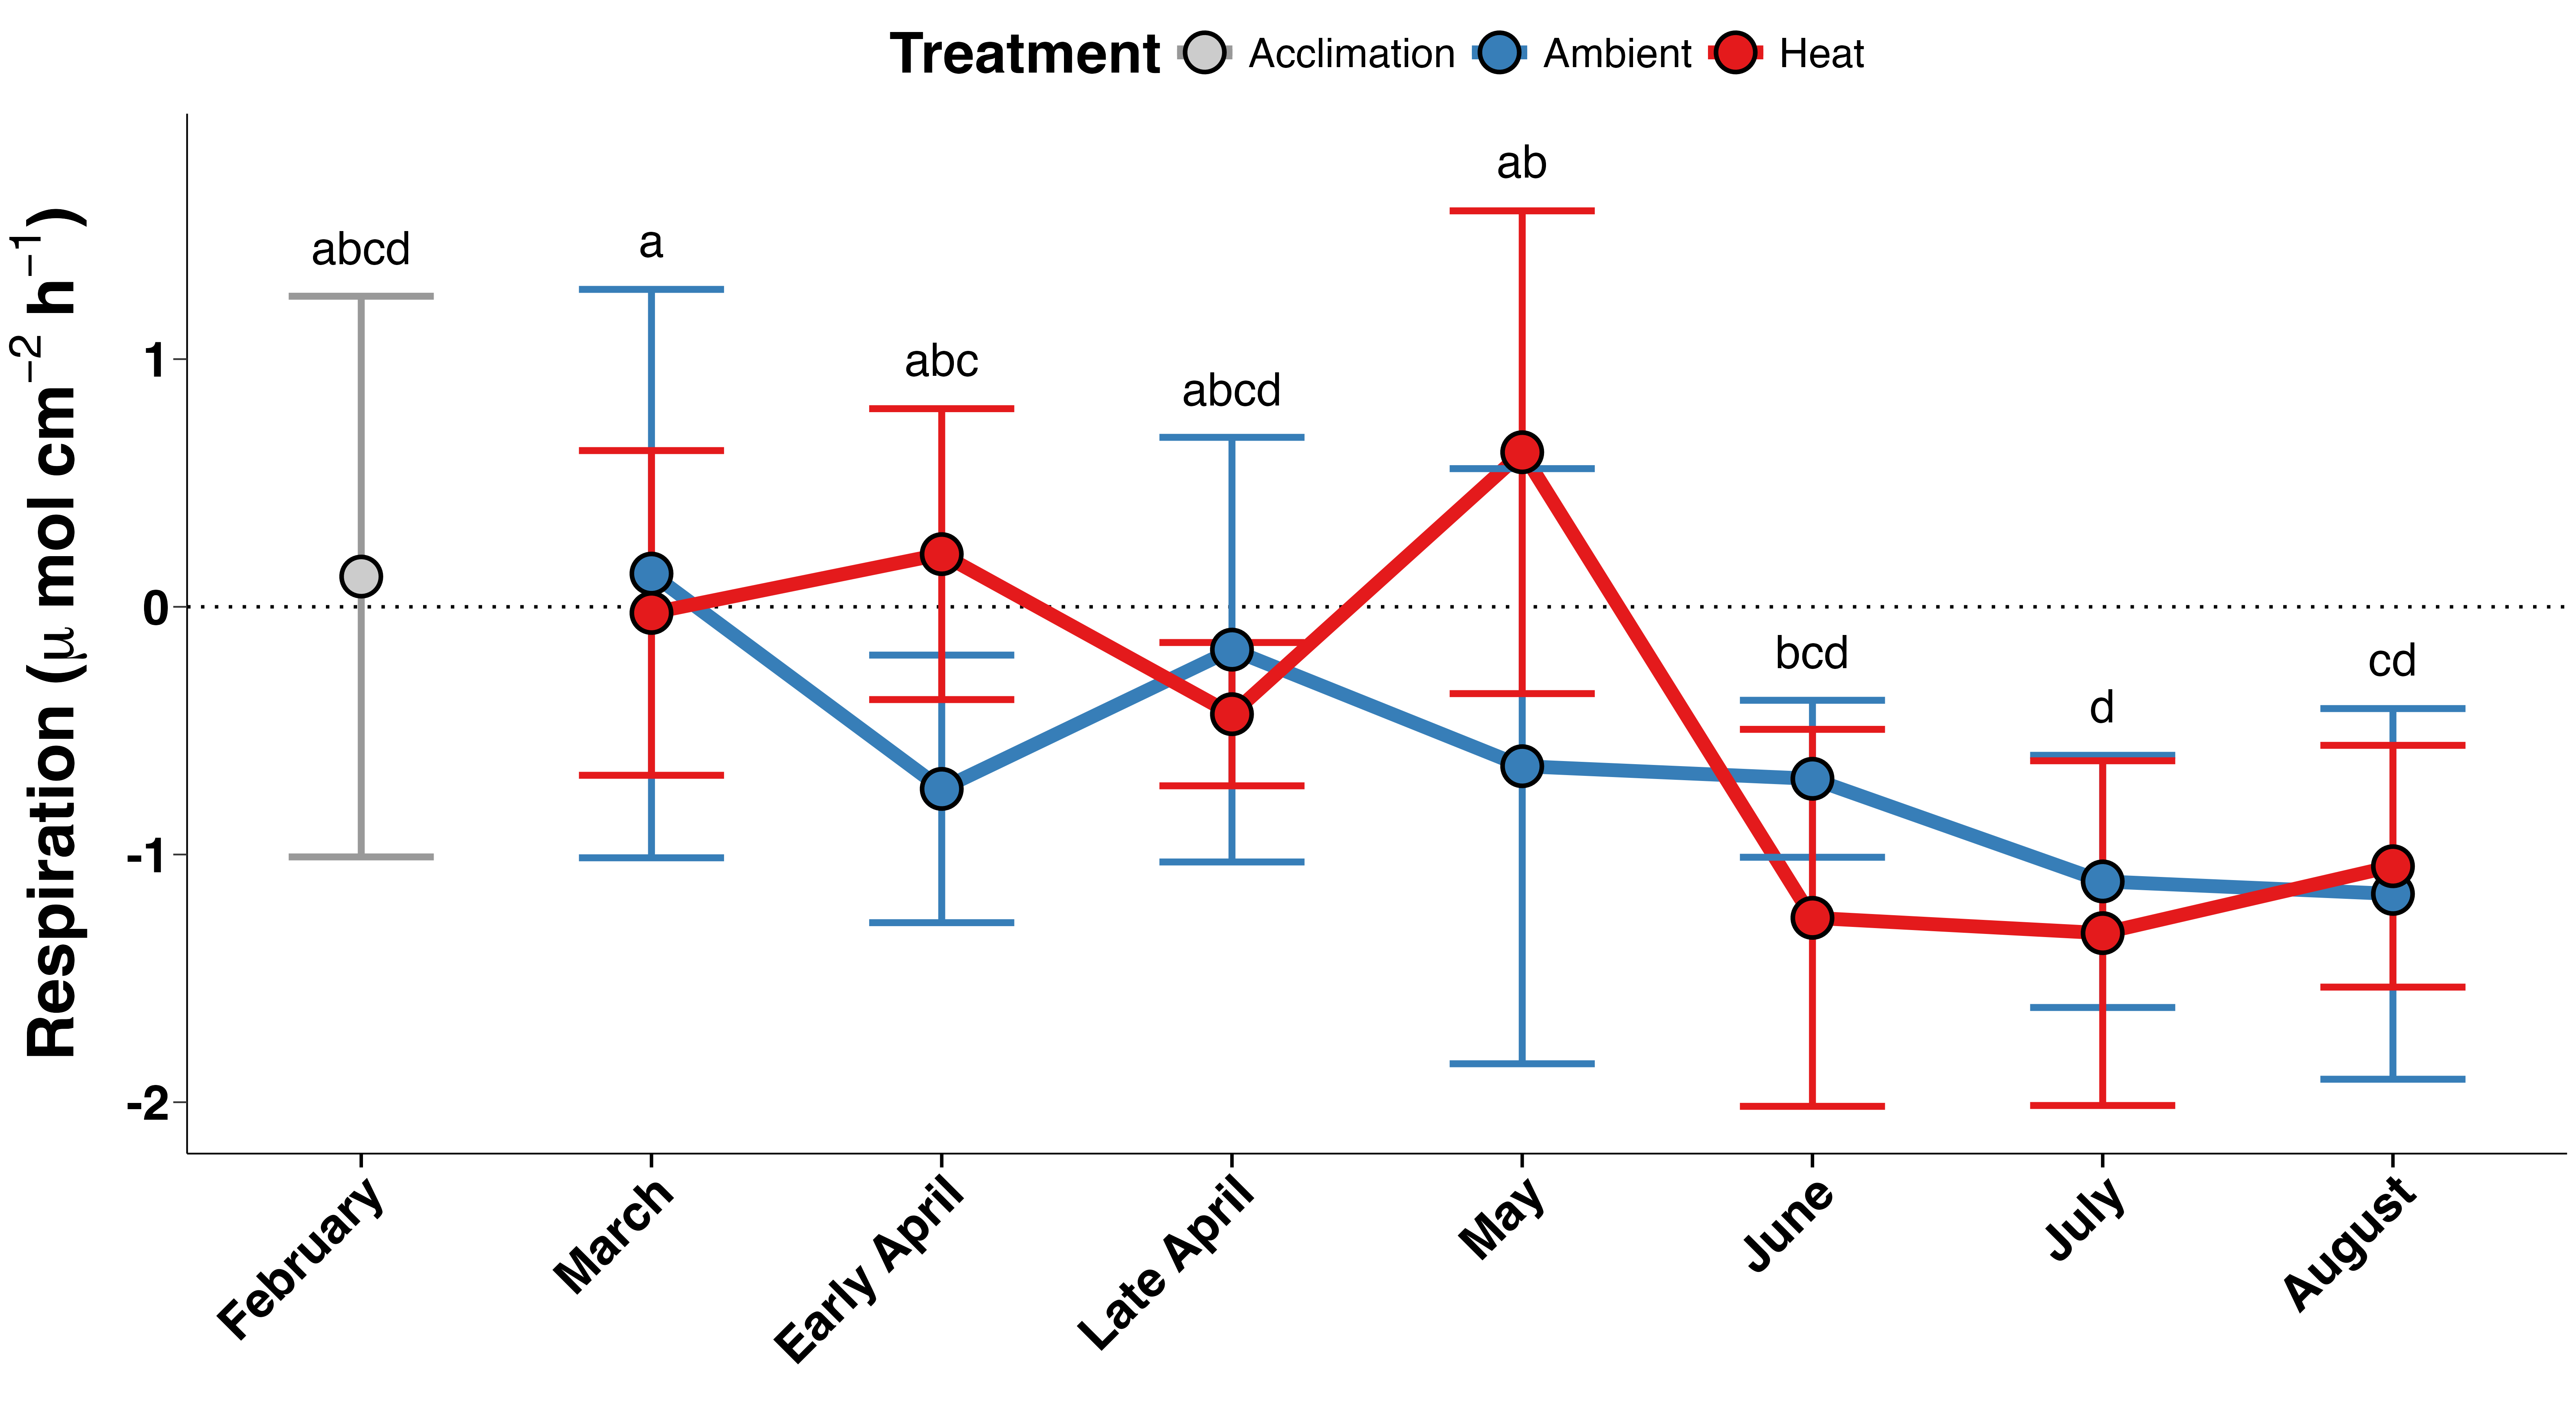 Treatment Acclimation Ambient Heat
Respiration (μ mol cm⁻² h⁻¹)
1
0
-1
-2
abcd
a
abc
abcd
ab
bcd
d
cd
February
March
Early April
Late April
May
June
July
August